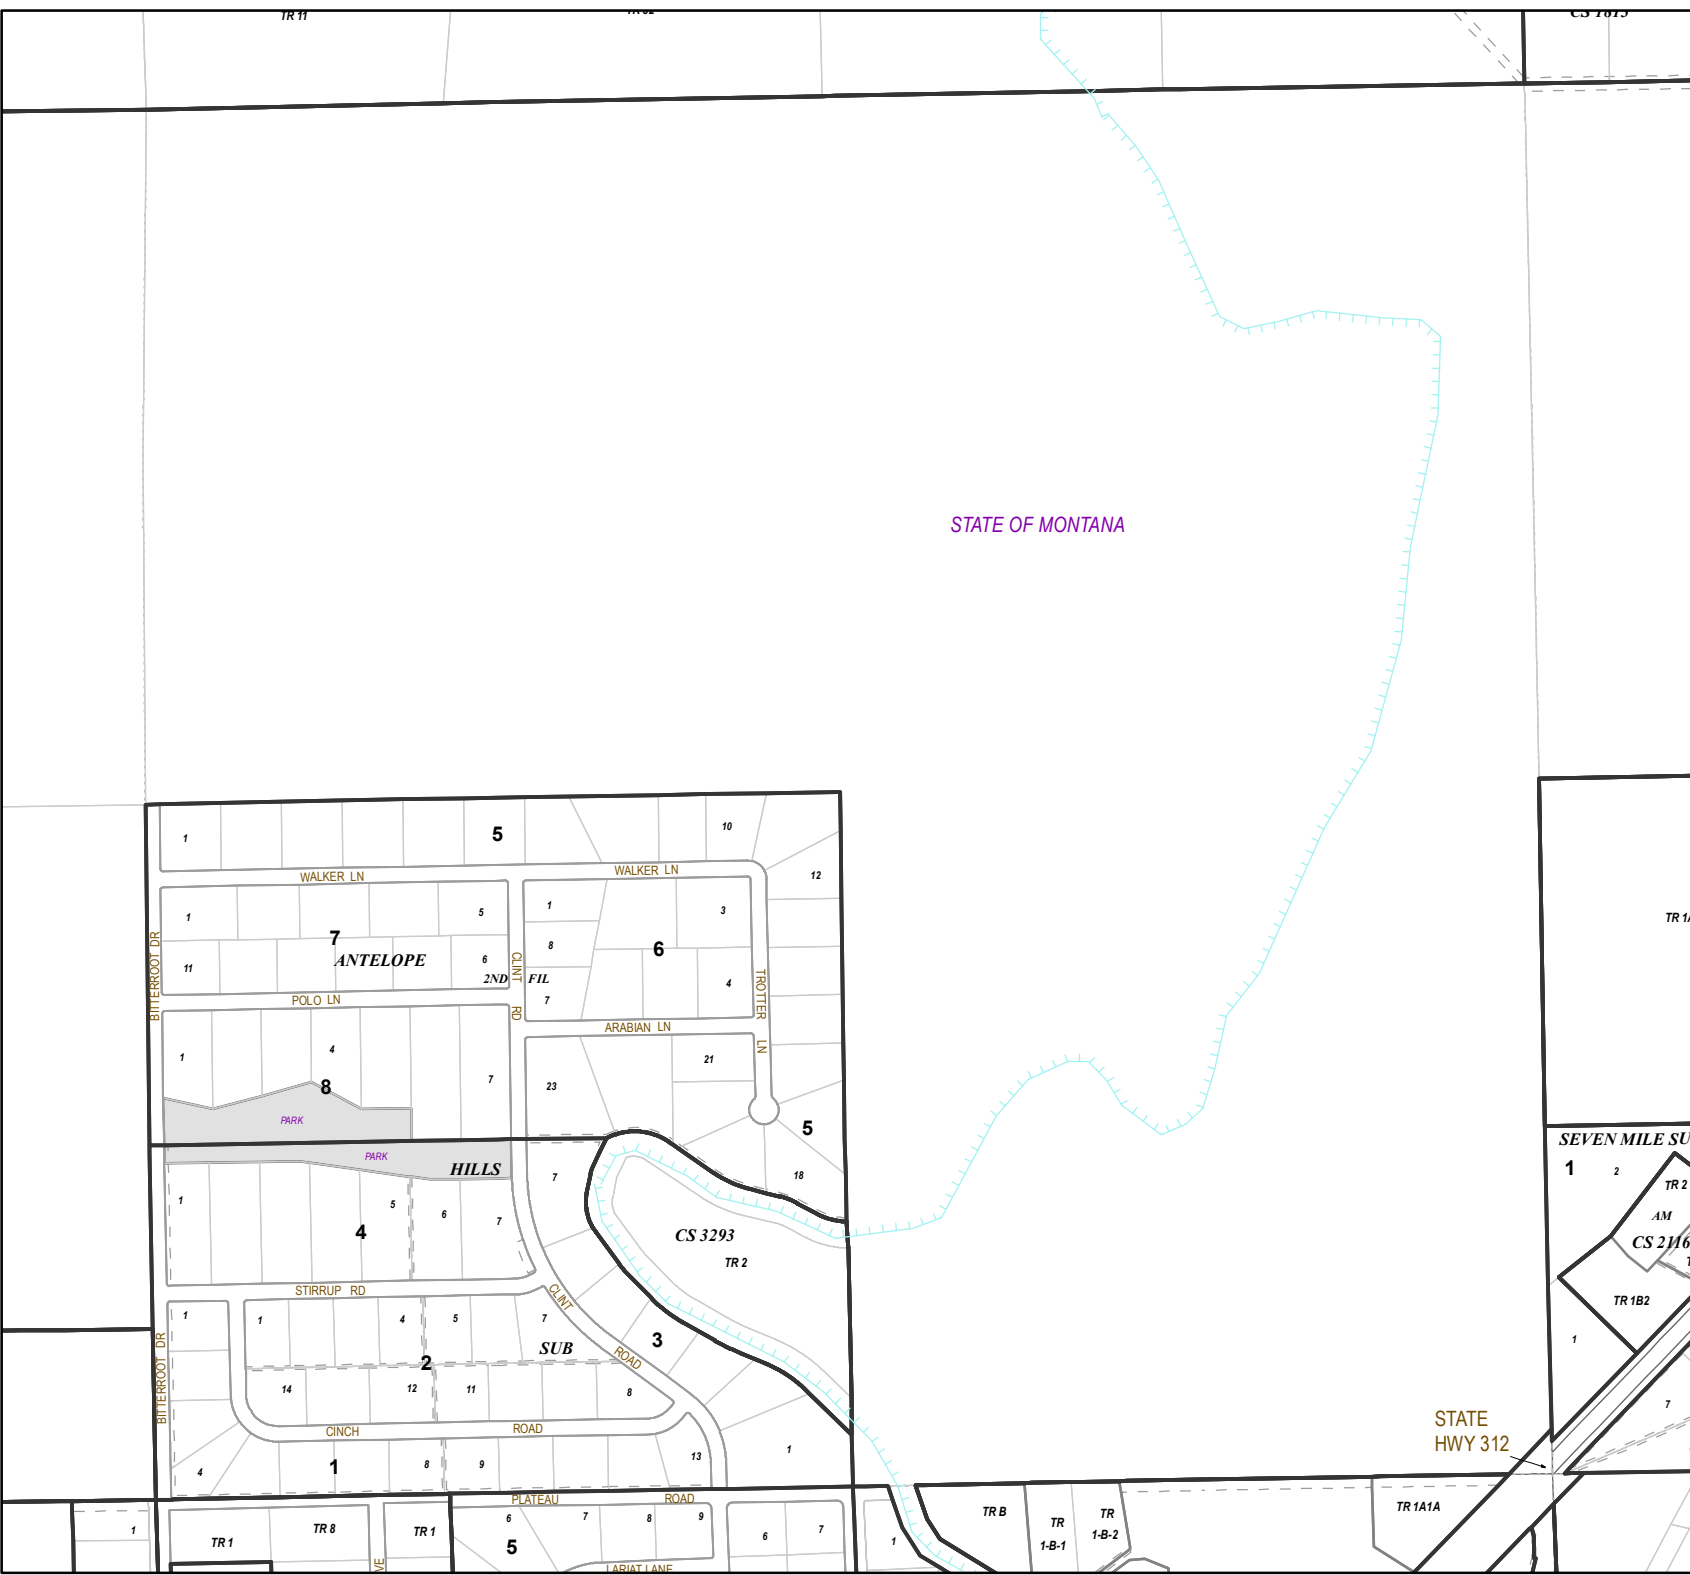 TR 11
CS 1815
STATE OF MONTANA
1
5
10
12
WALKER LN
WALKER LN
1
5
1
3
7
6
BITTERROOT DR
11
ANTELOPE
6
8
2ND
FIL
CLINT RD
7
4
TROTTER LN
POLO LN
ARABIAN LN
1
4
7
23
21
8
PARK
5
PARK
HILLS
7
18
1
5
6
7
4
CS 3293
TR 2
STIRRUP RD
CLINT ROAD
1
1
4
5
7
SUB
3
2
BITTERROOT DR
14
12
11
8
CINCH ROAD
4
1
8
9
13
1
PLATEAU ROAD
1
TR 1
TR 8
TR 1
6
7
8
9
5
6
7
1
LARIAT LANE
TR B
TR
1-B-1
TR
1-B-2
TR 1A1A
STATE
HWY 312
SEVEN MILE SU
1
2
TR 2
AM
CS 2116
TR 1B2
1
7